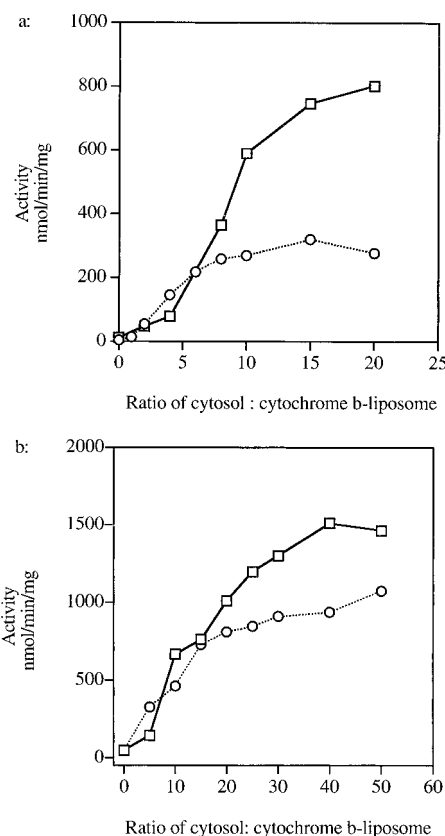 a:
1000
800
600
400
200
0
Activity
nmol/min/mg
0 5 10 15 20 25
Ratio of cytosol : cytochrome b-liposome
b:
2000
1500
1000
500
0
Activity
nmol/min/mg
0 10 20 30 40 50 60
Ratio of cytosol: cytochrome b-liposome